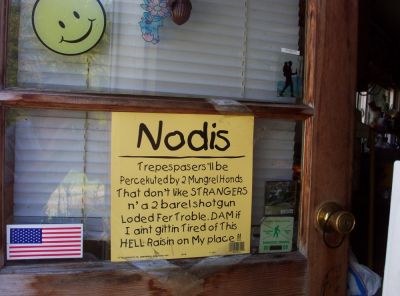 Nodis
Trepespasers'll be
Percekuted by 2 Mungrel Honds
That don't like STRANGERS
n' a 2 barel shotgun
Loded Fer Troble. DAM if
I aint gittin Tired of This
HELL Raisin on My place !!